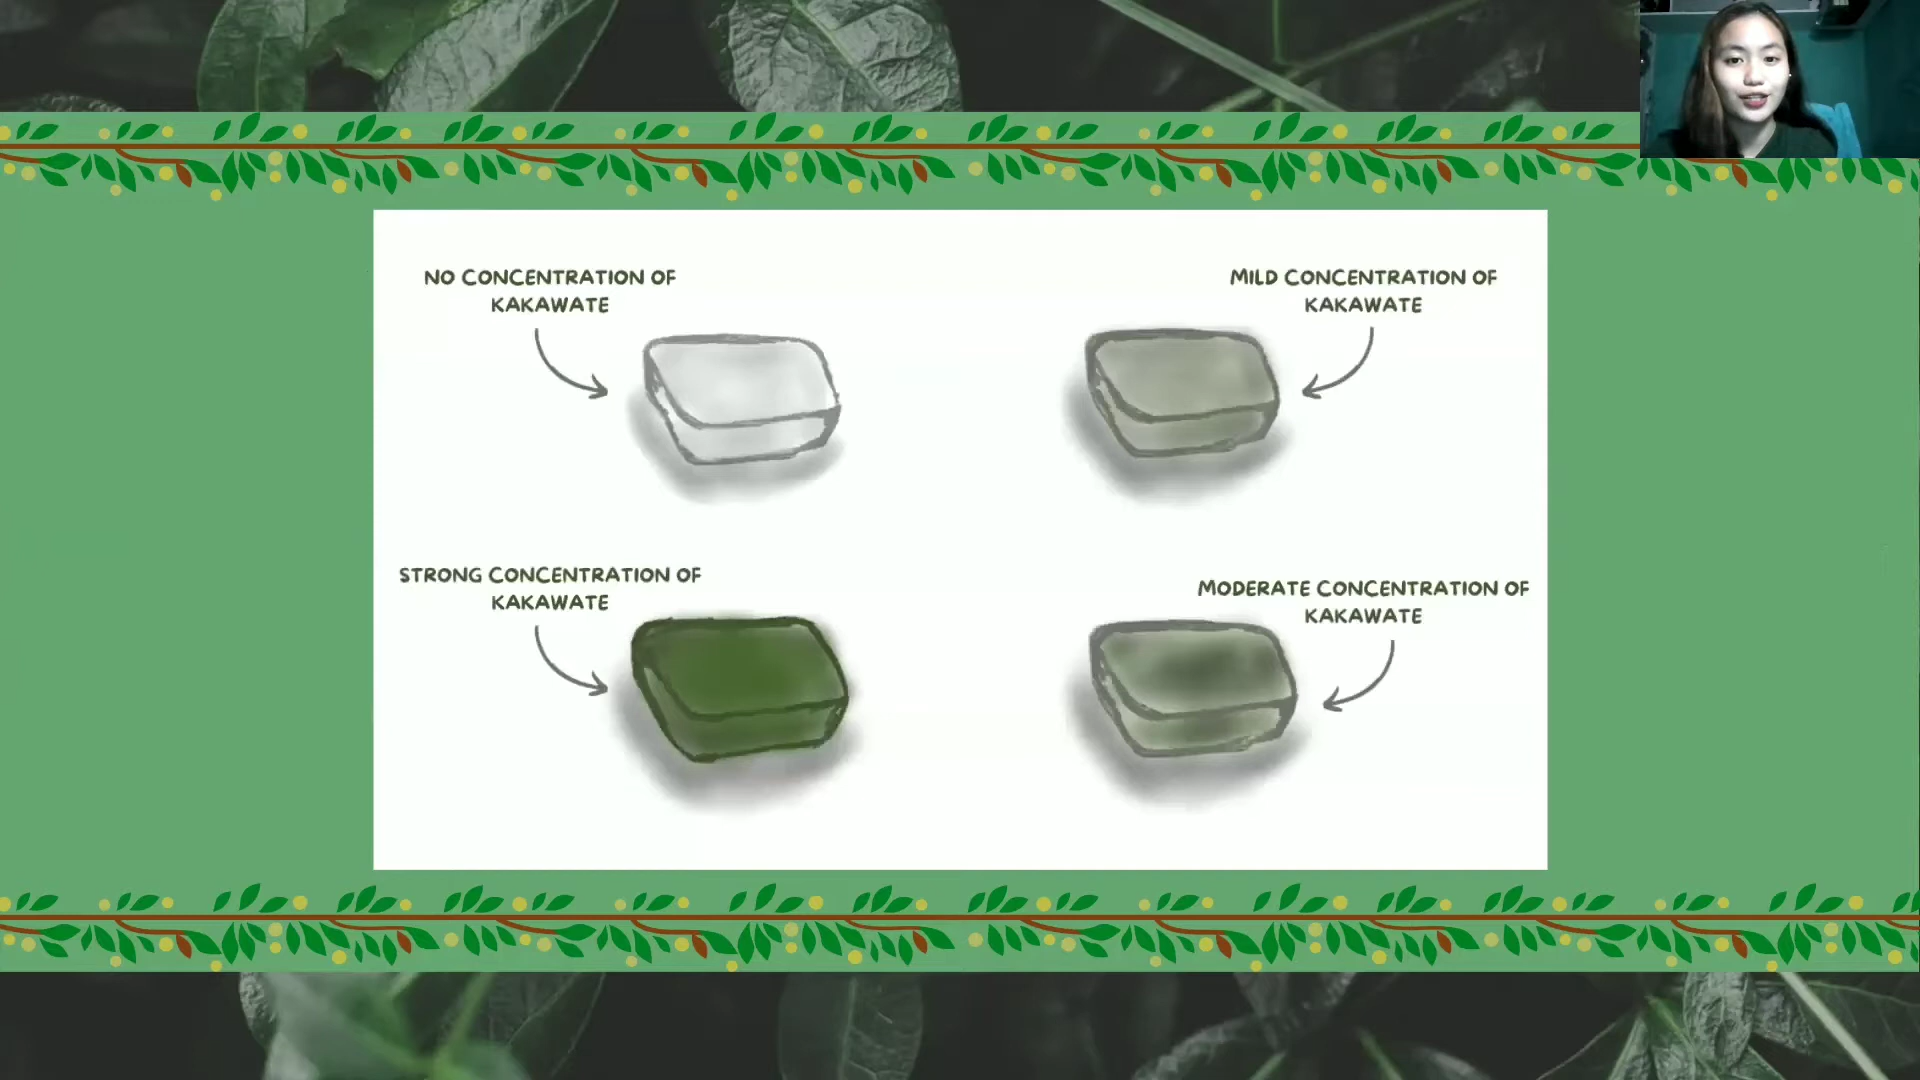 NO CONCENTRATION OF
KAKAWATE
MILD CONCENTRATION OF
KAKAWATE
STRONG CONCENTRATION OF
KAKAWATE
MODERATE CONCENTRATION OF
KAKAWATE